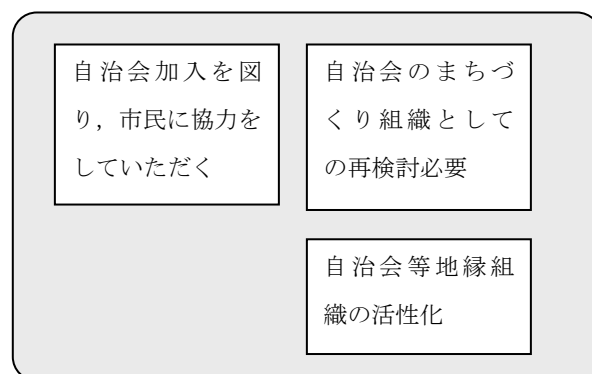 自治会加入を図
り，市民に協力を
していただく
自治会のまちづ
くり組織として
の再検討必要
自治会等地縁組
織の活性化